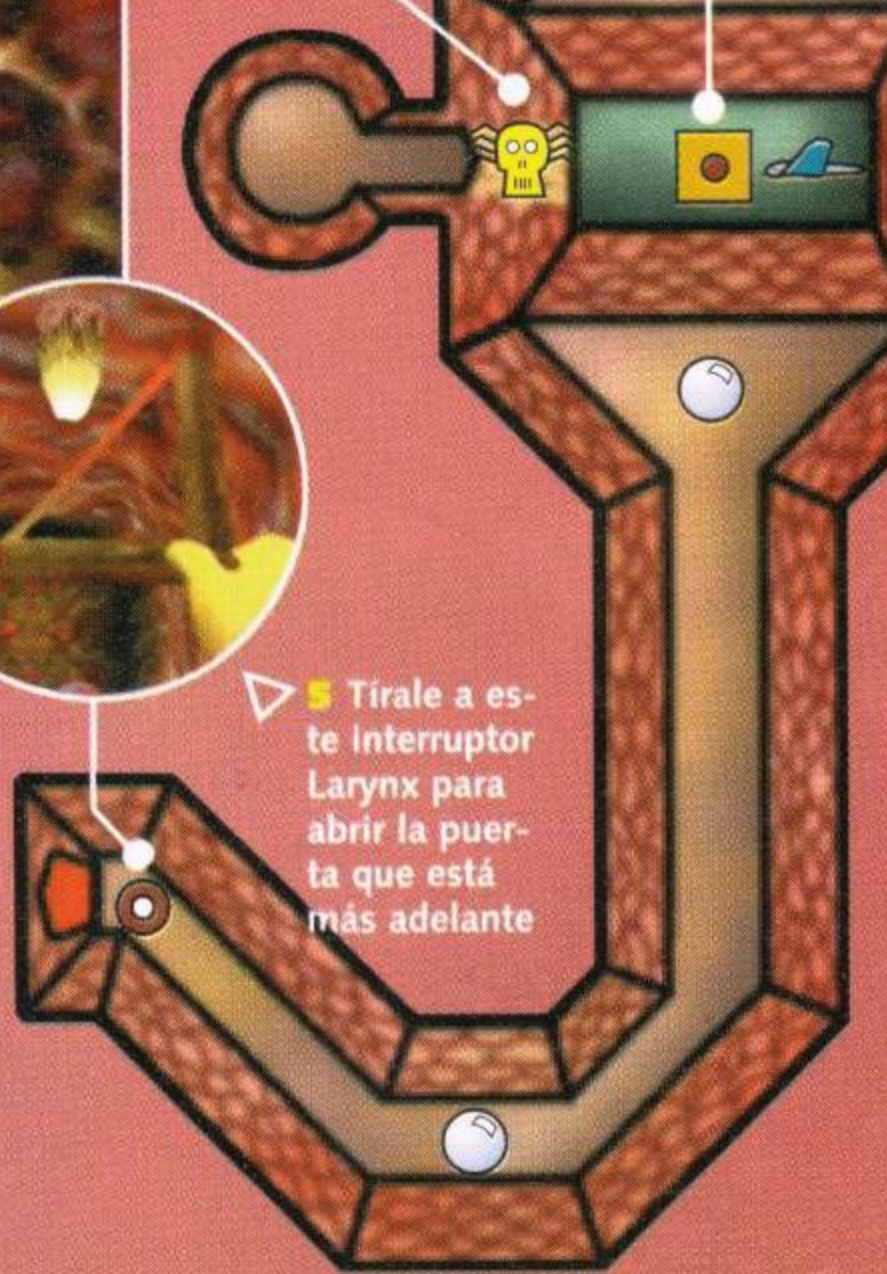 5 Tírale a es-
te interruptor
Larynx para
abrir la puer-
ta que está
más adelante